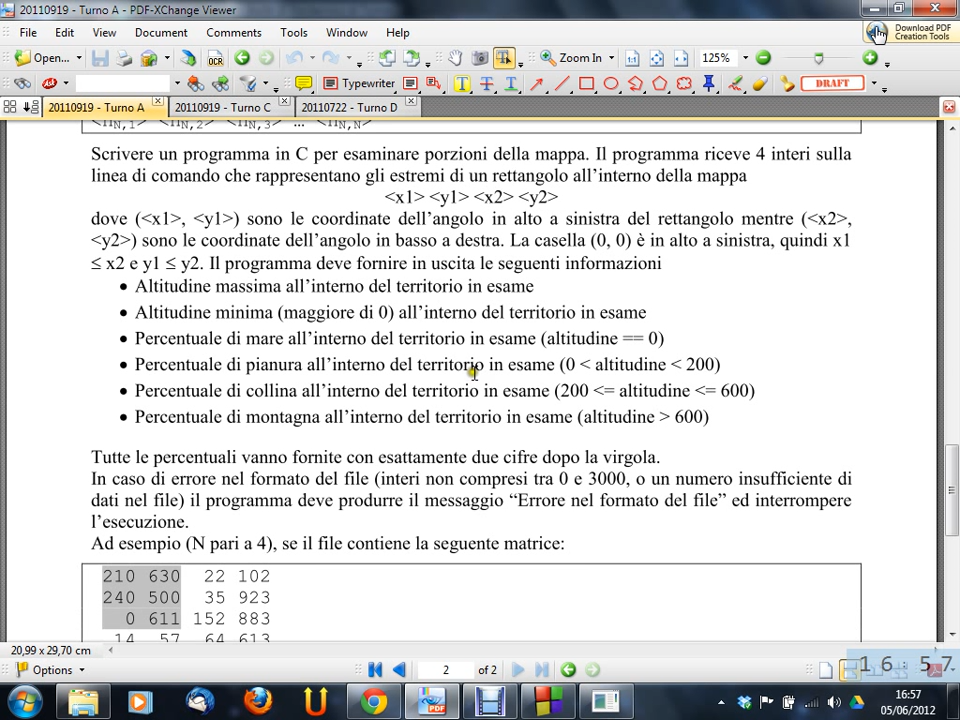 20110919 - Turno A - PDF-XChange Viewer
File Edit View Document Comments Tools Window Help
Download PDF
Creation Tools
Open... OCR Zoom In 125%
Typewriter DRAFT
20110919 - Turno A 20110919 - Turno C 20110722 - Turno D
Scrivere un programma in C per esaminare porzioni della mappa. Il programma riceve 4 interi sulla
linea di comando che rappresentano gli estremi di un rettangolo all’interno della mappa
<x1> <y1> <x2> <y2>
dove (<x1>, <y1>) sono le coordinate dell’angolo in alto a sinistra del rettangolo mentre (<x2>,
<y2>) sono le coordinate dell’angolo in basso a destra. La casella (0, 0) è in alto a sinistra, quindi x1
≤ x2 e y1 ≤ y2. Il programma deve fornire in uscita le seguenti informazioni
• Altitudine massima all’interno del territorio in esame
• Altitudine minima (maggiore di 0) all’interno del territorio in esame
• Percentuale di mare all’interno del territorio in esame (altitudine == 0)
• Percentuale di pianura all’interno del territorio in esame (0 < altitudine < 200)
• Percentuale di collina all’interno del territorio in esame (200 <= altitudine <= 600)
• Percentuale di montagna all’interno del territorio in esame (altitudine > 600)
Tutte le percentuali vanno fornite con esattamente due cifre dopo la virgola.
In caso di errore nel formato del file (interi non compresi tra 0 e 3000, o un numero insufficiente di
dati nel file) il programma deve produrre il messaggio “Errore nel formato del file” ed interrompere
l’esecuzione.
Ad esempio (N pari a 4), se il file contiene la seguente matrice:
210 630 22 102
240 500 35 923
0 611 152 883
14 57 64 613
20,99 x 29,70 cm
Options 2 of 2
16:57
16:57
05/06/2012